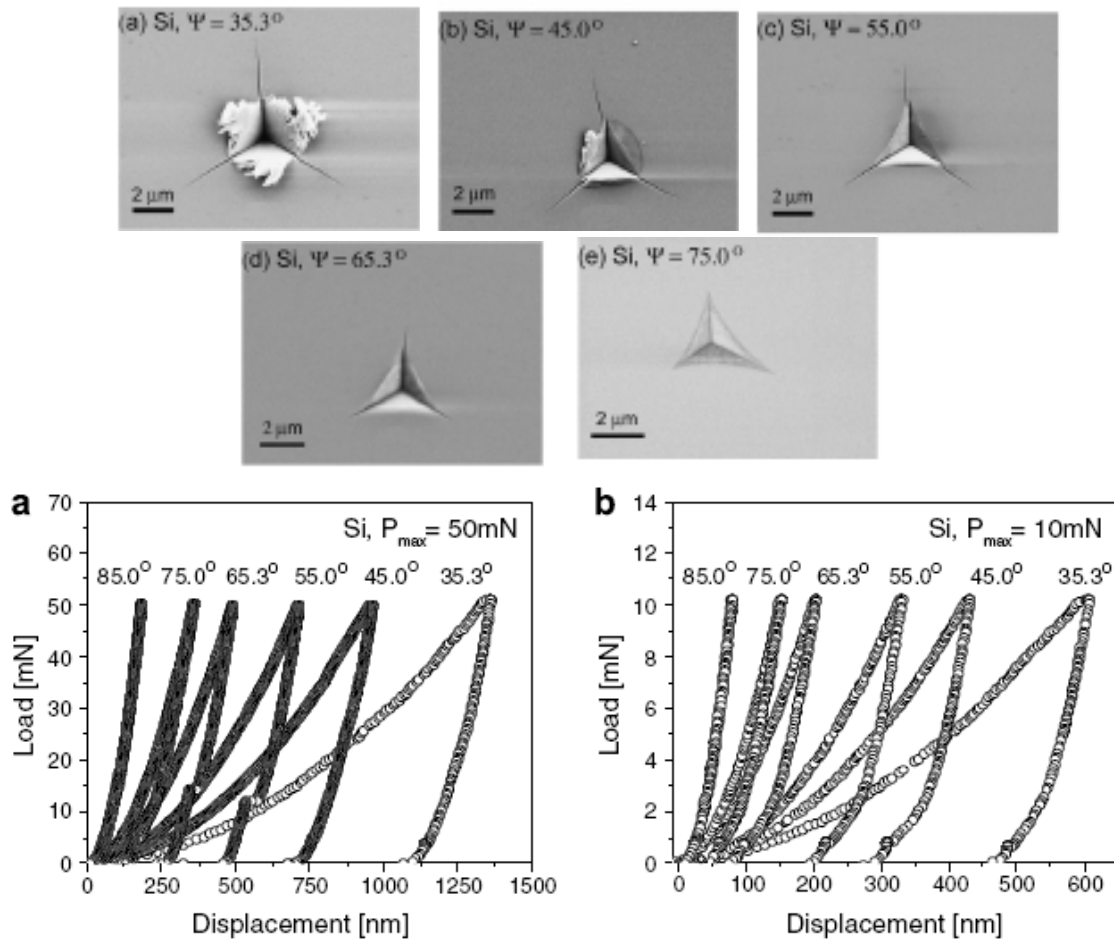 (a) Si, Ψ = 35.3°
(b) Si, Ψ = 45.0°
(c) Si, Ψ = 55.0°
2 μm
2 μm
2 μm
(d) Si, Ψ = 65.3°
(e) Si, Ψ = 75.0°
2 μm
2 μm
a
Si, Pmax= 50mN
85.0° 75.0° 65.3° 55.0° 45.0° 35.3°
Load [mN]
70
60
50
40
30
20
10
0
0 250 500 750 1000 1250 1500
Displacement [nm]
b
Si, Pmax= 10mN
85.0° 75.0° 65.3° 55.0° 45.0° 35.3°
Load [mN]
14
12
10
8
6
4
2
0
0 100 200 300 400 500 600
Displacement [nm]